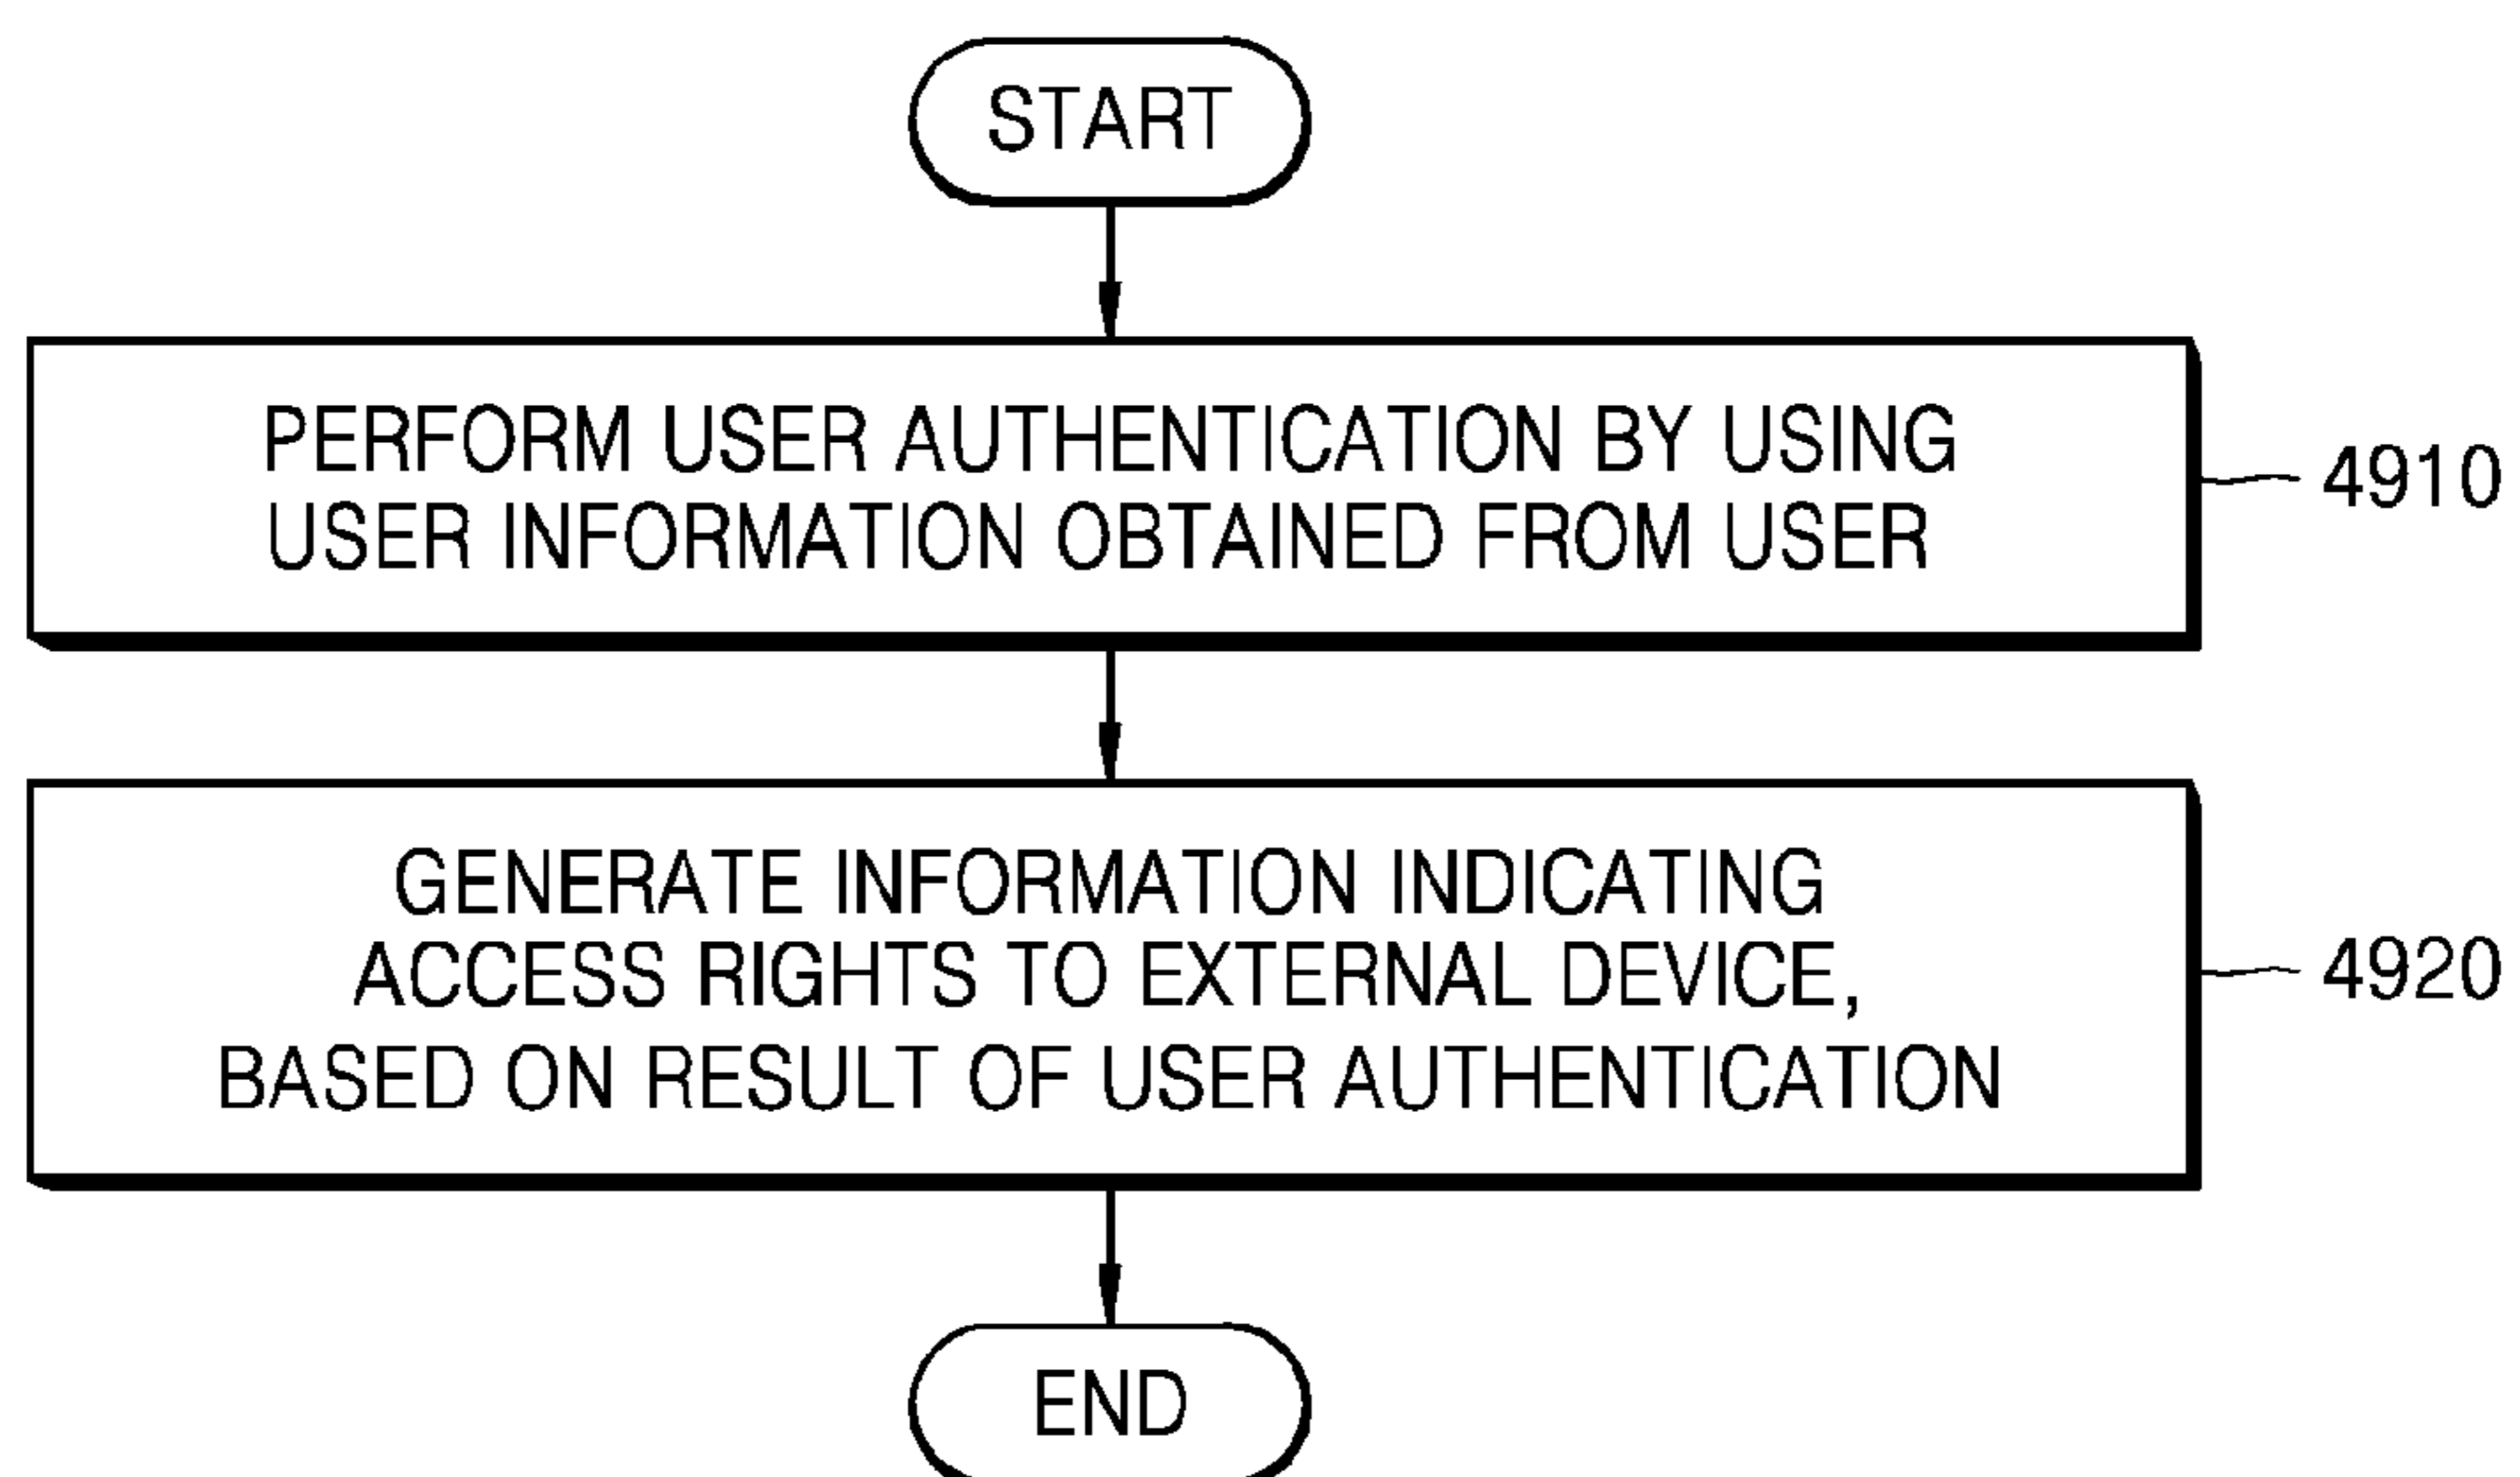 START
PERFORM USER AUTHENTICATION BY USING
USER INFORMATION OBTAINED FROM USER
4910
GENERATE INFORMATION INDICATING
ACCESS RIGHTS TO EXTERNAL DEVICE,
BASED ON RESULT OF USER AUTHENTICATION
4920
END